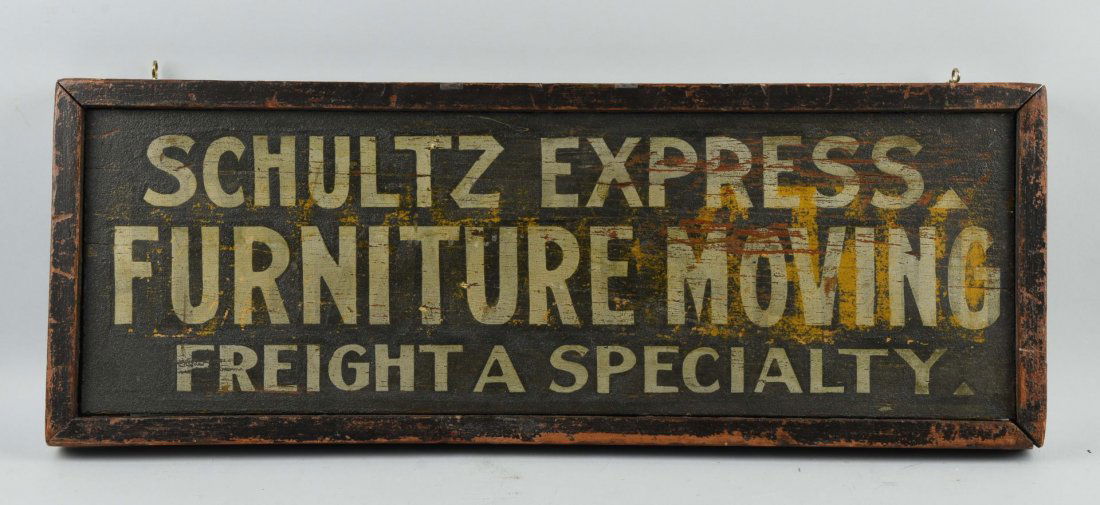 SCHULTZ EXPRESS.
FURNITURE MOVING
FREIGHT A SPECIALTY.